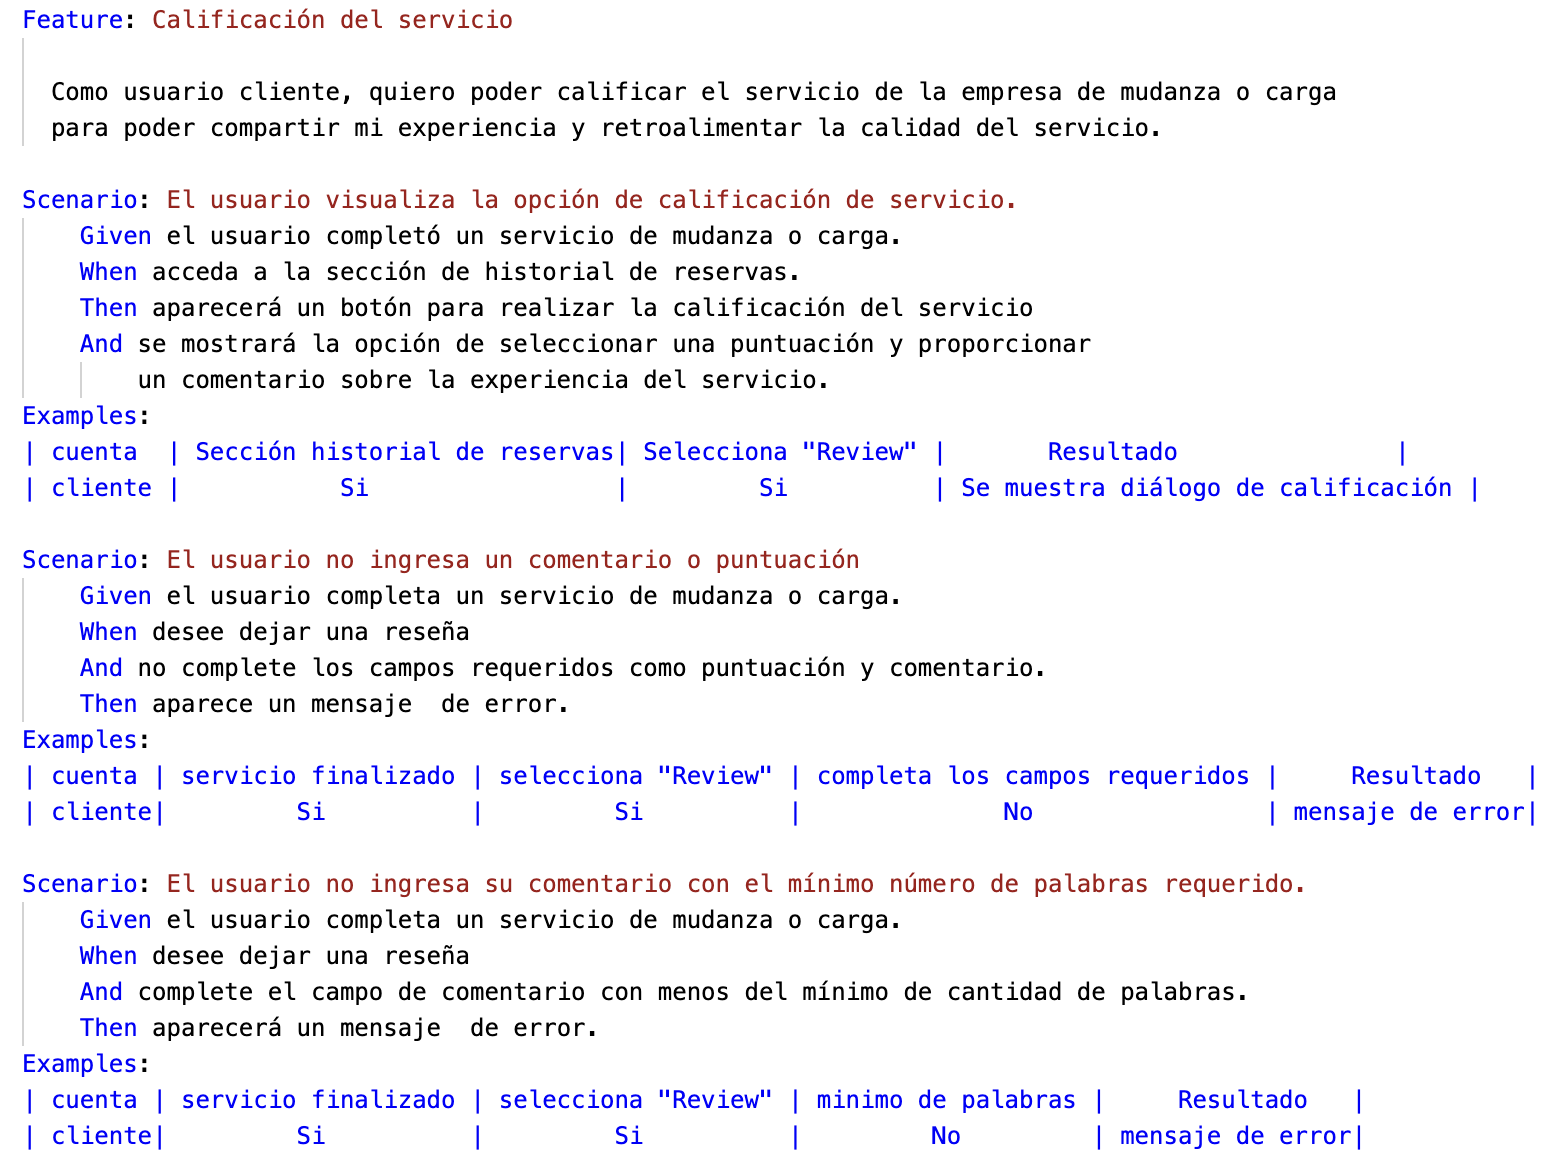 Feature: Calificación del servicio
Como usuario cliente, quiero poder calificar el servicio de la empresa de mudanza o carga
para poder compartir mi experiencia y retroalimentar la calidad del servicio.
Scenario: El usuario visualiza la opción de calificación de servicio.
Given el usuario completó un servicio de mudanza o carga.
When acceda a la sección de historial de reservas.
Then aparecerá un botón para realizar la calificación del servicio
And se mostrará la opción de seleccionar una puntuación y proporcionar
un comentario sobre la experiencia del servicio.
Examples:
| cuenta  | Sección historial de reservas| Selecciona "Review" |       Resultado               |
| cliente |           Si                 |         Si          | Se muestra diálogo de calificación |
Scenario: El usuario no ingresa un comentario o puntuación
Given el usuario completa un servicio de mudanza o carga.
When desee dejar una reseña
And no complete los campos requeridos como puntuación y comentario.
Then aparece un mensaje  de error.
Examples:
| cuenta | servicio finalizado | selecciona "Review" | completa los campos requeridos |     Resultado   |
| cliente|         Si          |         Si          |              No                | mensaje de error|
Scenario: El usuario no ingresa su comentario con el mínimo número de palabras requerido.
Given el usuario completa un servicio de mudanza o carga.
When desee dejar una reseña
And complete el campo de comentario con menos del mínimo de cantidad de palabras.
Then aparecerá un mensaje  de error.
Examples:
| cuenta | servicio finalizado | selecciona "Review" | minimo de palabras |     Resultado   |
| cliente|         Si          |         Si          |         No         | mensaje de error|